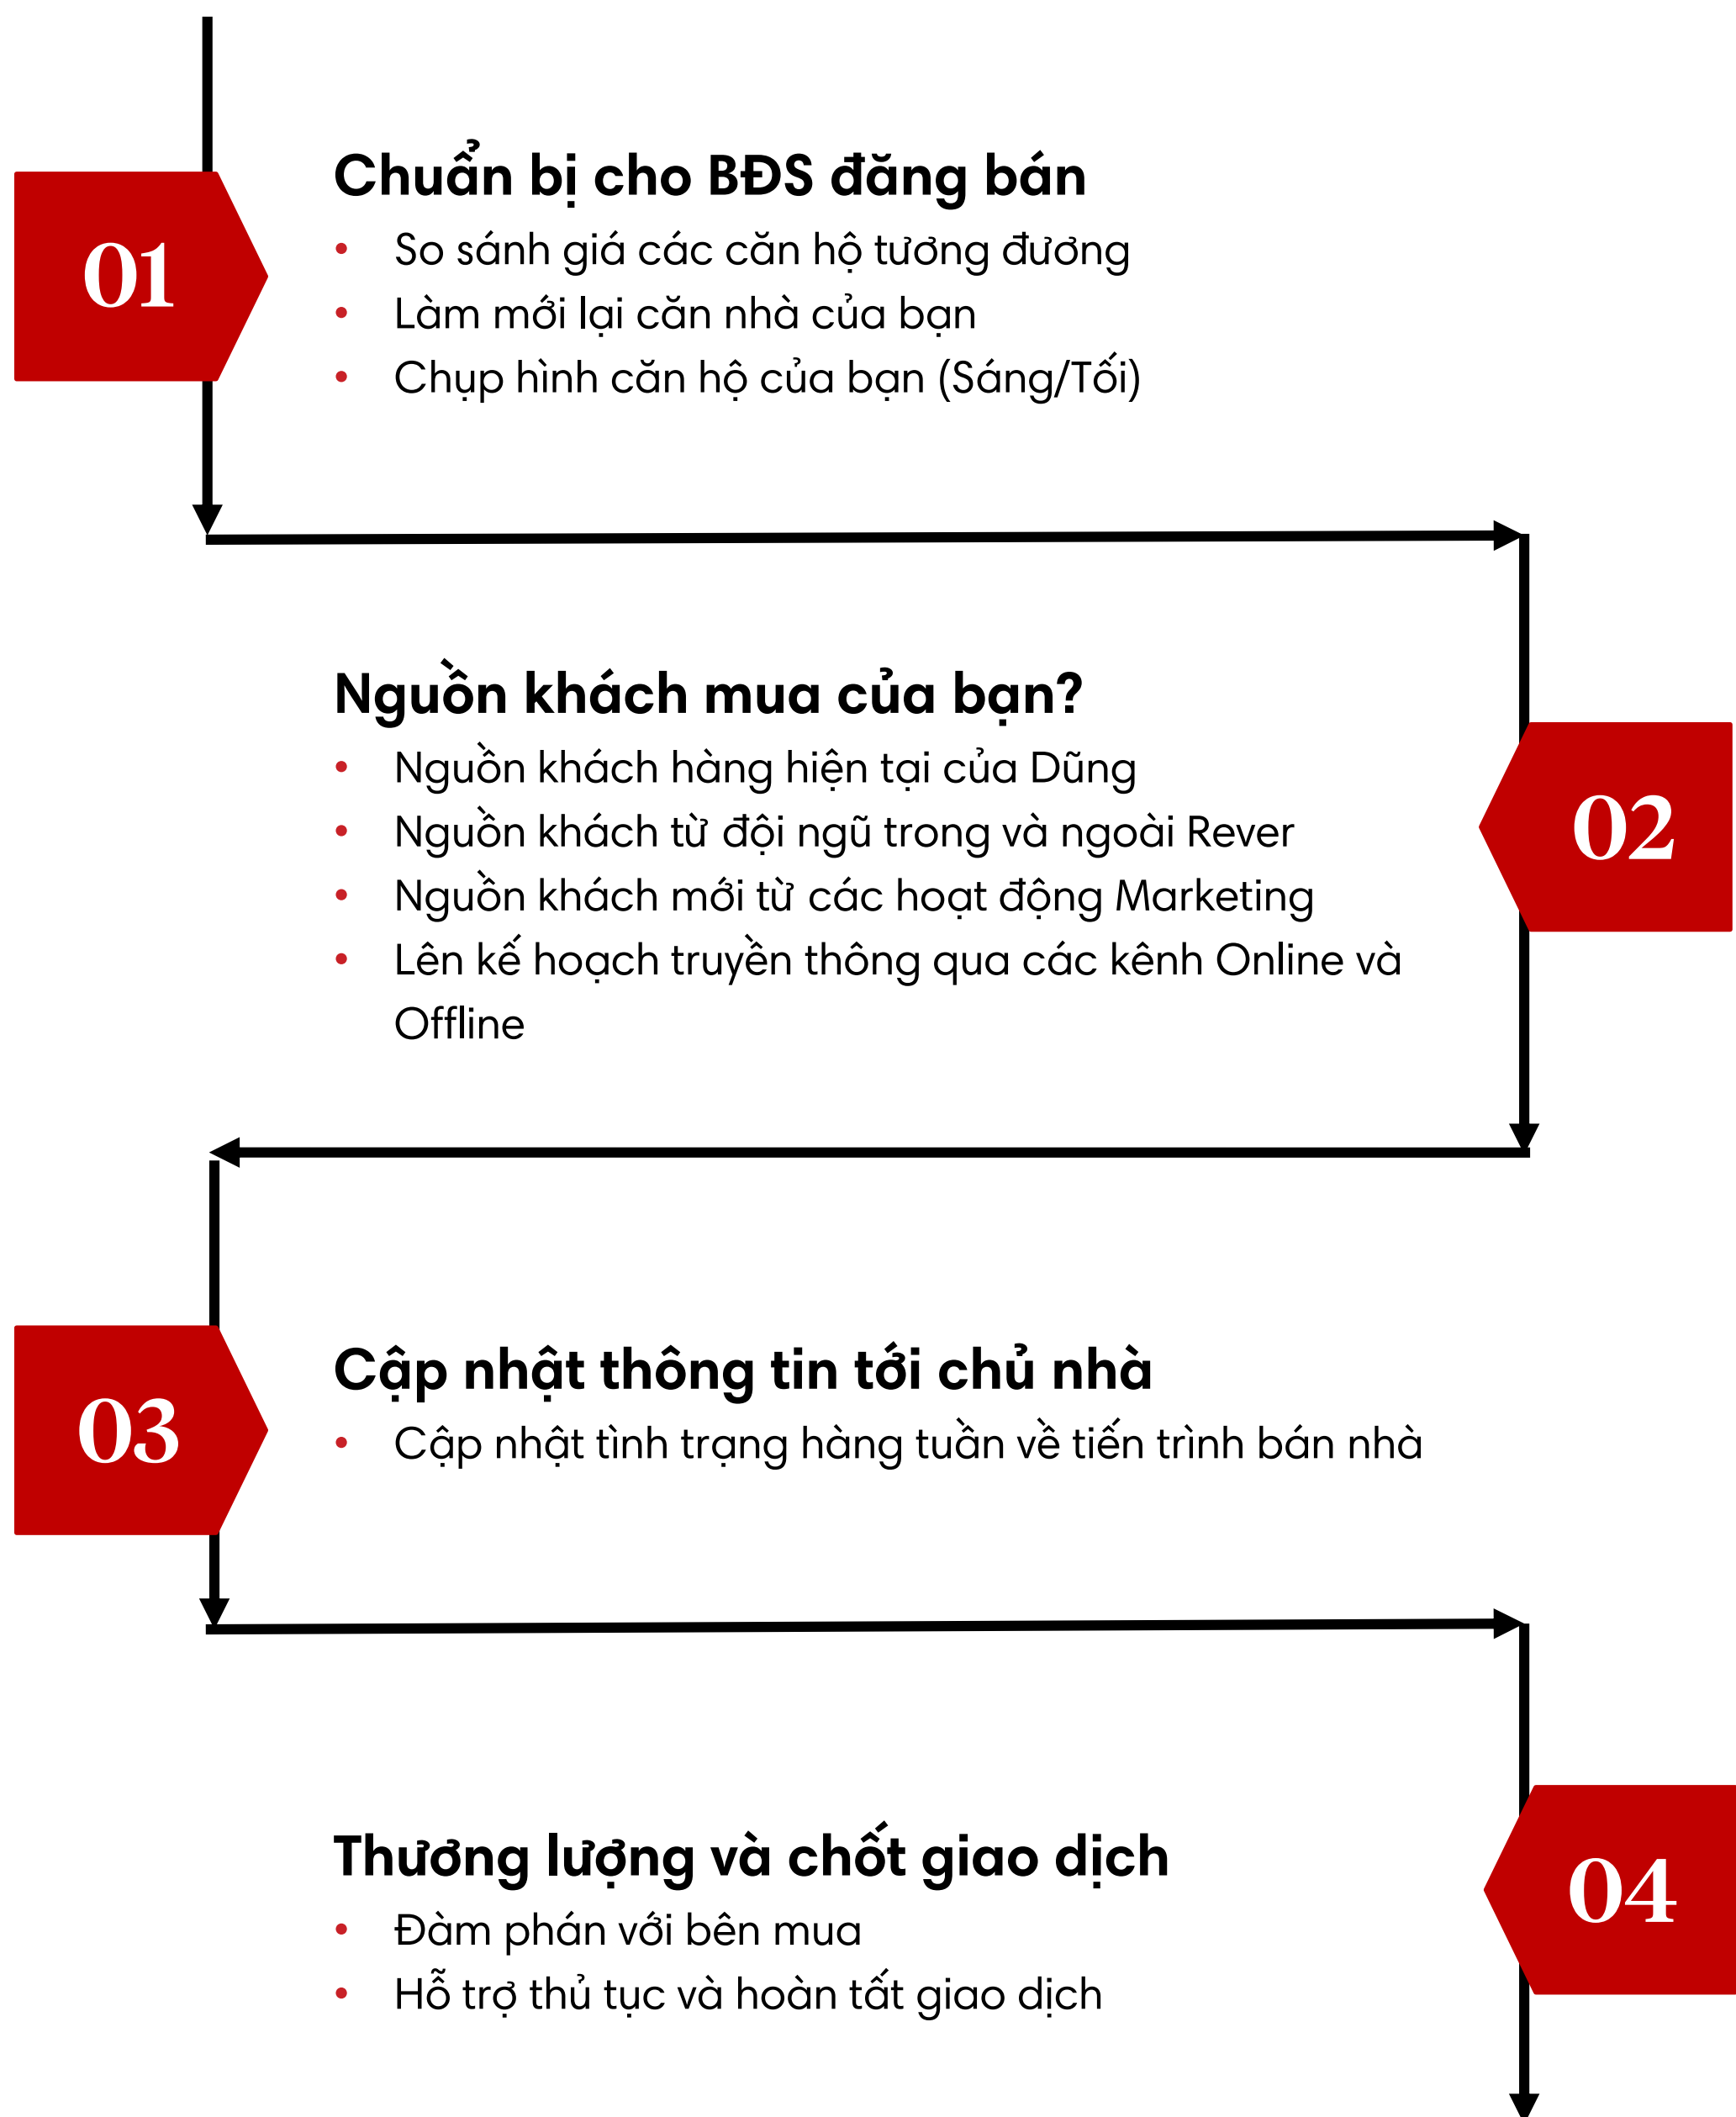 01
Chuẩn bị cho BĐS đăng bán
• So sánh giá các căn hộ tương đương
• Làm mới lại căn nhà của bạn
• Chụp hình căn hộ của bạn (Sáng/Tối)
Nguồn khách mua của bạn?
• Nguồn khách hàng hiện tại của Dũng
• Nguồn khách từ đội ngũ trong và ngoài Rever
• Nguồn khách mới từ các hoạt động Marketing
• Lên kế hoạch truyền thông qua các kênh Online và
Offline
02
03
Cập nhật thông tin tới chủ nhà
• Cập nhật tình trạng hàng tuần về tiến trình bán nhà
Thương lượng và chốt giao dịch
• Đàm phán với bên mua
• Hỗ trợ thủ tục và hoàn tất giao dịch
04